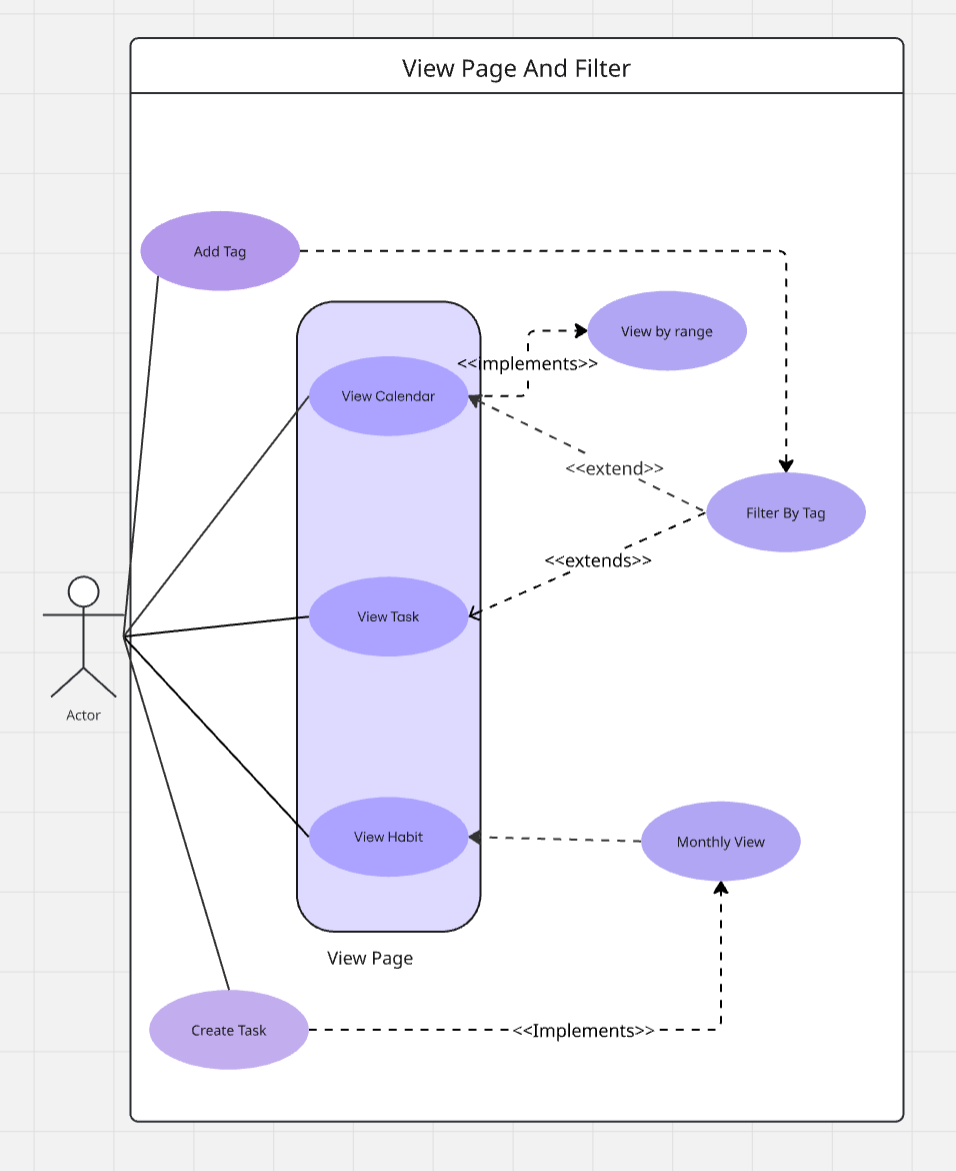 View Page And Filter
Add Tag
View by range
<<implements>>
View Calendar
<<extend>>
Filter By Tag
<<extends>>
View Task
Actor
View Habit
Monthly View
View Page
Create Task
<<Implements>>